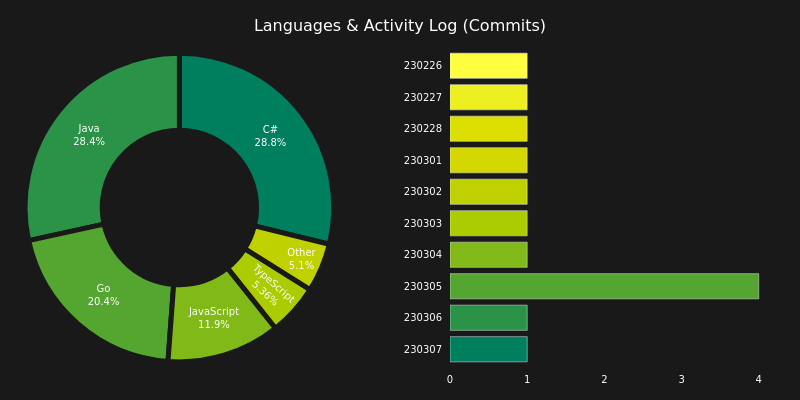 Languages & Activity Log (Commits)
C#
28.8%
Java
28.4%
Go
20.4%
JavaScript
11.9%
TypeScript
5.36%
Other
5.1%
230226
230227
230228
230301
230302
230303
230304
230305
230306
230307
0 1 2 3 4